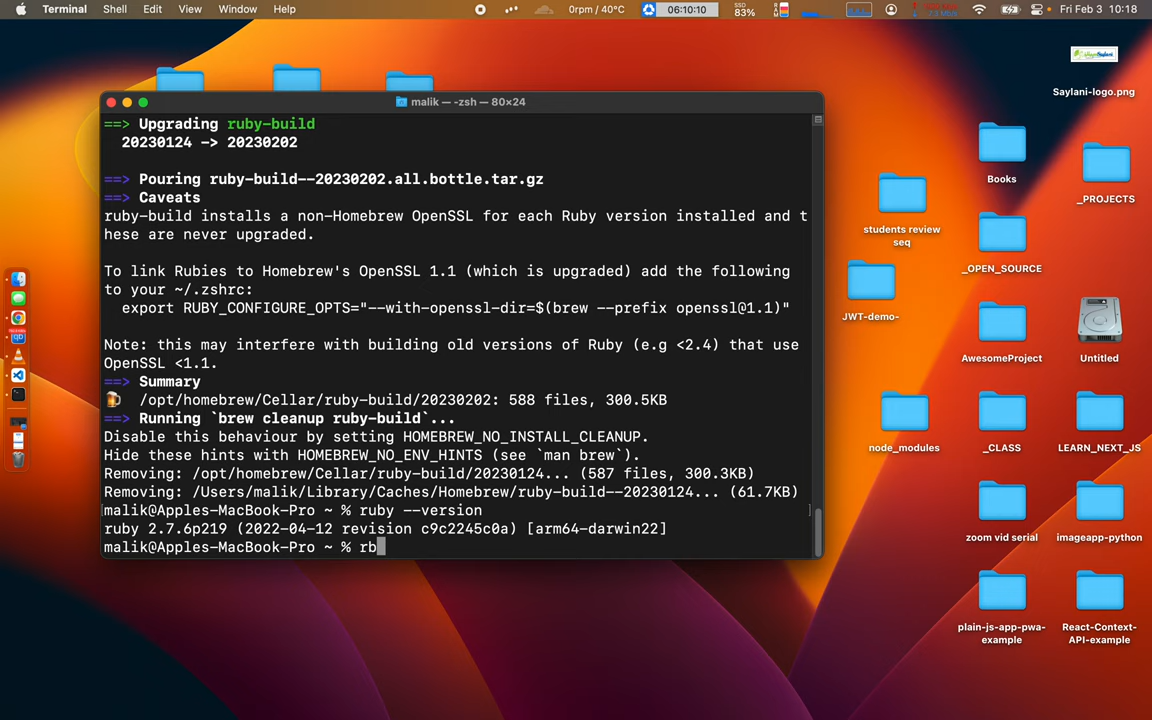 Terminal Shell Edit View Window Help 0rpm / 40°C 06:10:10 SSD 83% Fri Feb 3 10:18
malik — -zsh — 80×24
==> Upgrading ruby-build
20230124 -> 20230202
==> Pouring ruby-build--20230202.all.bottle.tar.gz
==> Caveats
ruby-build installs a non-Homebrew OpenSSL for each Ruby version installed and t
hese are never upgraded.
To link Rubies to Homebrew's OpenSSL 1.1 (which is upgraded) add the following
to your ~/.zshrc:
export RUBY_CONFIGURE_OPTS="--with-openssl-dir=$(brew --prefix openssl@1.1)"
Note: this may interfere with building old versions of Ruby (e.g <2.4) that use
OpenSSL <1.1.
==> Summary
/opt/homebrew/Cellar/ruby-build/20230202: 588 files, 300.5KB
==> Running `brew cleanup ruby-build`...
Disable this behaviour by setting HOMEBREW_NO_INSTALL_CLEANUP.
Hide these hints with HOMEBREW_NO_ENV_HINTS (see `man brew`).
Removing: /opt/homebrew/Cellar/ruby-build/20230124... (587 files, 300.3KB)
Removing: /Users/malik/Library/Caches/Homebrew/ruby-build--20230124... (61.7KB)
malik@Apples-MacBook-Pro ~ % ruby --version
ruby 2.7.6p219 (2022-04-12 revision c9c2245c0a) [arm64-darwin22]
malik@Apples-MacBook-Pro ~ % rb
Saylani-logo.png
Books
_PROJECTS
students review
seq
_OPEN_SOURCE
JWT-demo-
AwesomeProject
Untitled
node_modules
_CLASS
LEARN_NEXT_JS
zoom vid serial
imageapp-python
plain-js-app-pwa-
example
React-Context-
API-example